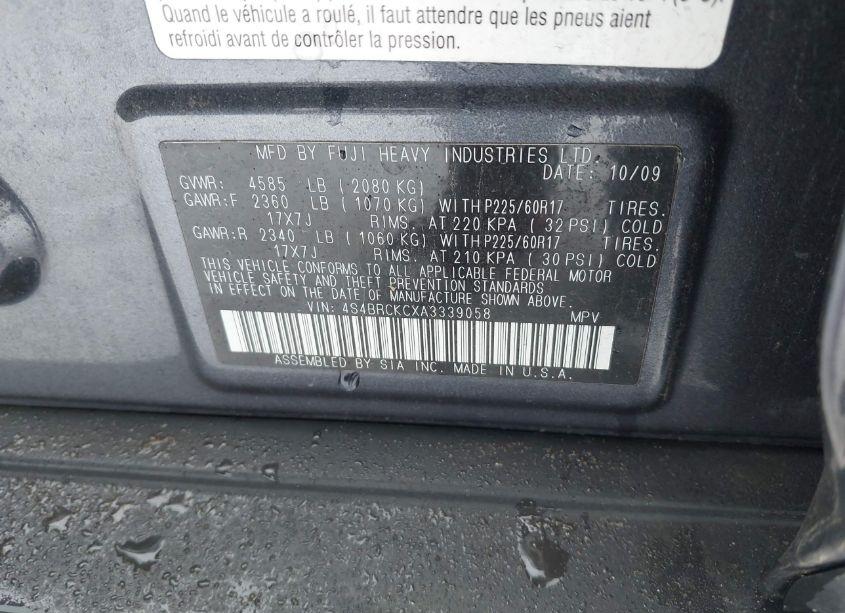 Quand le véhicule a roulé, il faut attendre que les pneus aient
refroidi avant de contrôler la pression.
MFD BY FUJI HEAVY INDUSTRIES LTD.
DATE: 10/09
GVWR: 4585 LB ( 2080 KG)
GAWR:F 2360 LB ( 1070 KG) WITH P225/60R17 TIRES.
17X7J RIMS. AT 220 KPA ( 32 PSI) COLD
GAWR:R 2340 LB ( 1060 KG) WITH P225/60R17 TIRES.
17X7J RIMS. AT 210 KPA ( 30 PSI) COLD
THIS VEHICLE CONFORMS TO ALL APPLICABLE FEDERAL MOTOR
VEHICLE SAFETY AND THEFT PREVENTION STANDARDS
IN EFFECT ON THE DATE OF MANUFACTURE SHOWN ABOVE.
VIN: 4S4BRCKCXA3339058 MPV
ASSEMBLED BY SIA INC. MADE IN U.S.A.